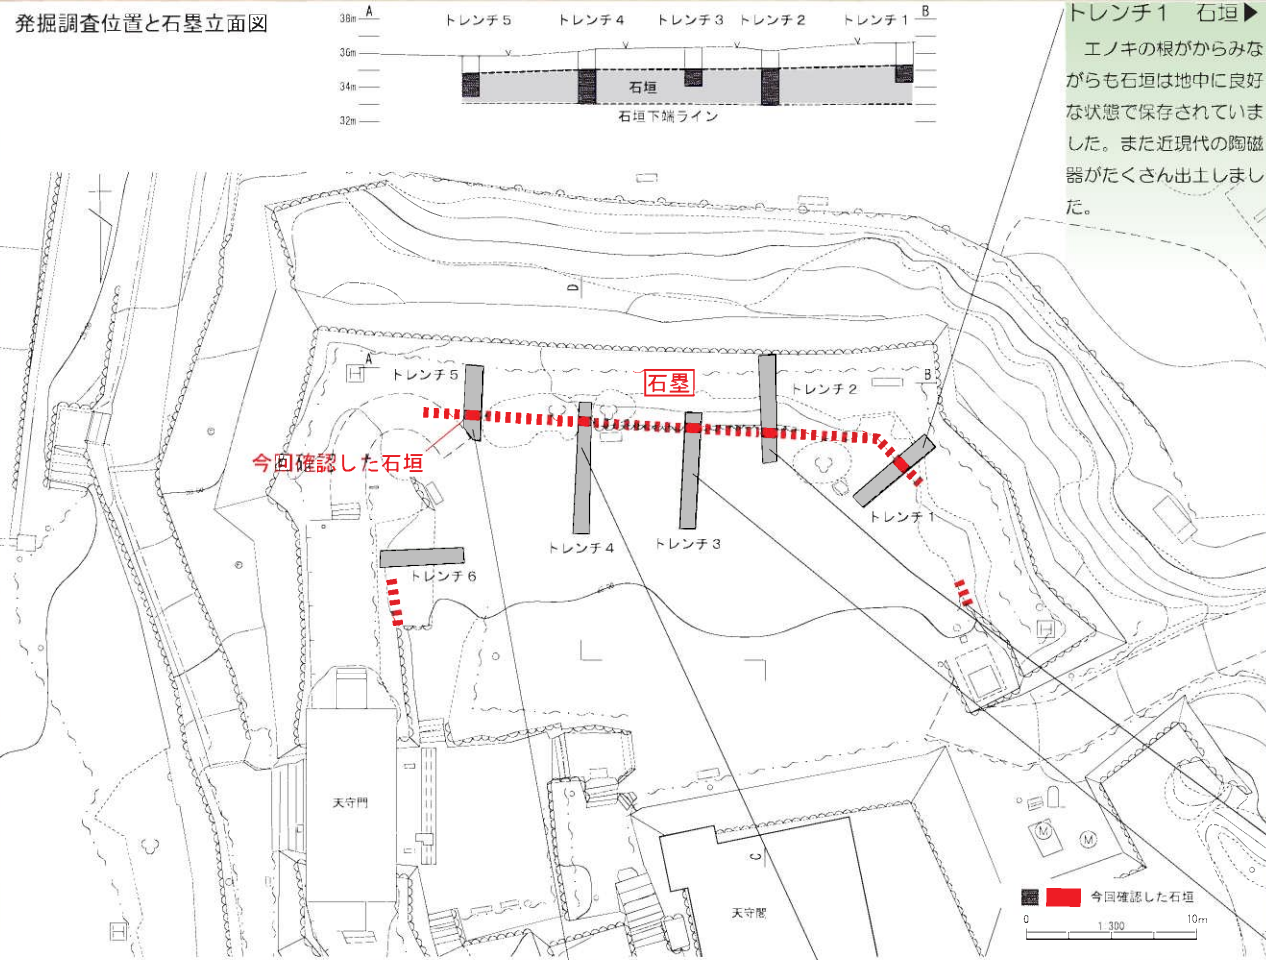 発掘調査位置と石塁立面図
A
B
38m
36m
34m
32m
トレンチ5
トレンチ4
トレンチ3
トレンチ2
トレンチ1
石垣
石垣下端ライン
トレンチ1 石垣▶
エノキの根がからみな
がらも石垣は地中に良好
な状態で保存されていま
した。また近現代の陶磁
器がたくさん出土しまし
た。
D
A
トレンチ5
石塁
トレンチ2
B
今回確認した石垣
トレンチ1
トレンチ4
トレンチ3
トレンチ6
天守門
C
天守閣
M
M
今回確認した石垣
0
1:300
10m